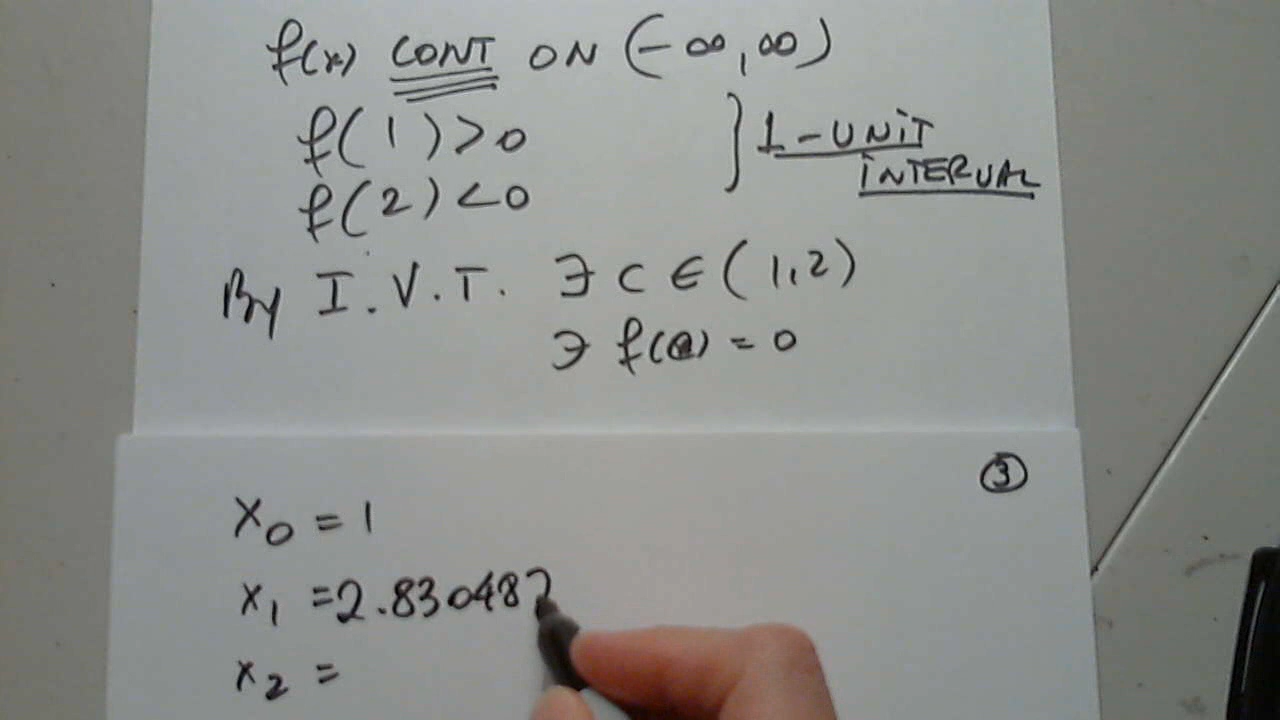 f(x) CONT ON (-∞,∞)
f(1)>0
f(2)<0
} 1-UNIT
INTERVAL
By I.V.T. ∃ c ∈ (1,2)
∋ f(c) = 0
③
x₀ = 1
x₁ = 2.830487
x₂ =